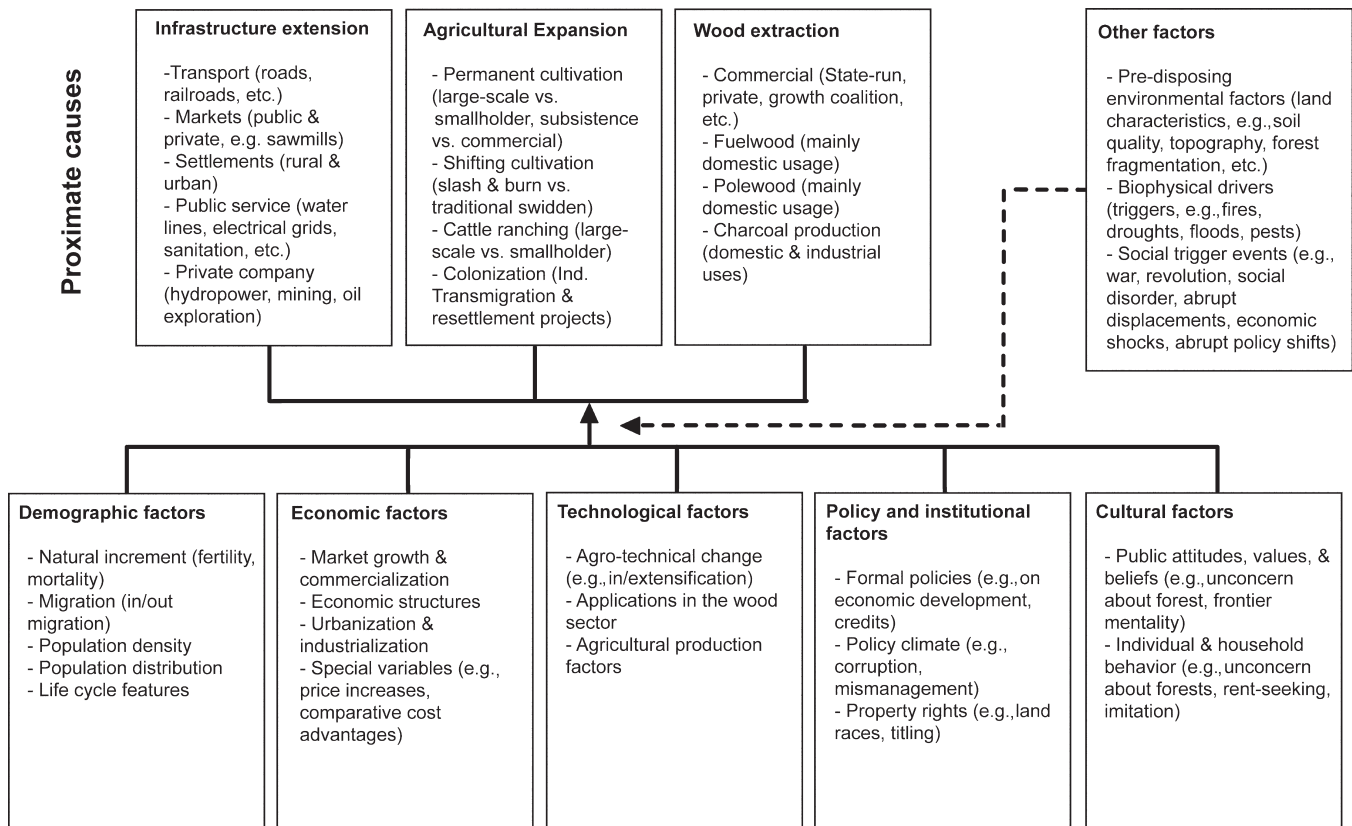 Proximate causes
Infrastructure extension
-Transport (roads,
railroads, etc.)
- Markets (public &
private, e.g. sawmills)
- Settlements (rural &
urban)
- Public service (water
lines, electrical grids,
sanitation, etc.)
- Private company
(hydropower, mining, oil
exploration)
Agricultural Expansion
- Permanent cultivation
(large-scale vs.
smallholder, subsistence
vs. commercial)
- Shifting cultivation
(slash & burn vs.
traditional swidden)
- Cattle ranching (large-
scale vs. smallholder)
- Colonization (Ind.
Transmigration &
resettlement projects)
Wood extraction
- Commercial (State-run,
private, growth coalition,
etc.)
- Fuelwood (mainly
domestic usage)
- Polewood (mainly
domestic usage)
- Charcoal production
(domestic & industrial
uses)
Other factors
- Pre-disposing
environmental factors (land
characteristics, e.g.,soil
quality, topography, forest
fragmentation, etc.)
- Biophysical drivers
(triggers, e.g.,fires,
droughts, floods, pests)
- Social trigger events (e.g.,
war, revolution, social
disorder, abrupt
displacements, economic
shocks, abrupt policy shifts)
Demographic factors
- Natural increment (fertility,
mortality)
- Migration (in/out
migration)
- Population density
- Population distribution
- Life cycle features
Economic factors
- Market growth &
commercialization
- Economic structures
- Urbanization &
industrialization
- Special variables (e.g.,
price increases,
comparative cost
advantages)
Technological factors
- Agro-technical change
(e.g.,in/extensification)
- Applications in the wood
sector
- Agricultural production
factors
Policy and institutional
factors
- Formal policies (e.g.,on
economic development,
credits)
- Policy climate (e.g.,
corruption,
mismanagement)
- Property rights (e.g.,land
races, titling)
Cultural factors
- Public attitudes, values, &
beliefs (e.g.,unconcern
about forest, frontier
mentality)
- Individual & household
behavior (e.g.,unconcern
about forests, rent-seeking,
imitation)